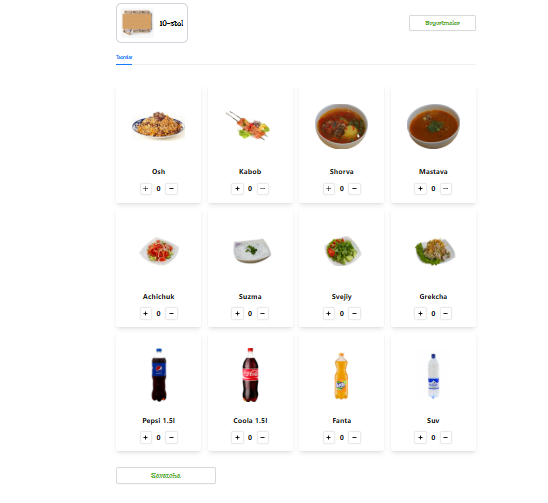 10-stol
Buyurtmalar
Taomlar
Osh Kabob Shorva Mastava
+ 0 − + 0 − + 0 − + 0 −
Achichuk Suzma Svejiy Grekcha
+ 0 − + 0 − + 0 − + 0 −
Pepsi 1.5l Coola 1.5l Fanta Suv
+ 0 − + 0 − + 0 − + 0 −
Savatcha